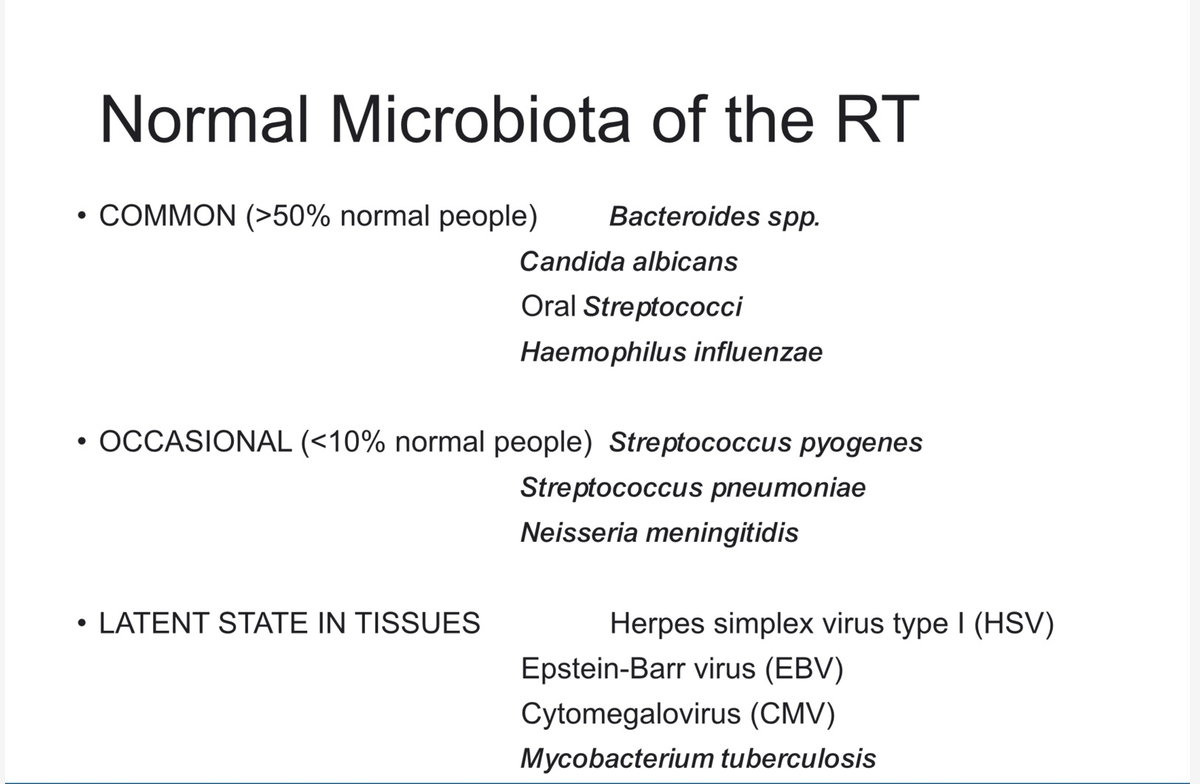 Normal Microbiota of the RT
• COMMON (>50% normal people) Bacteroides spp.
Candida albicans
Oral Streptococci
Haemophilus influenzae
• OCCASIONAL (<10% normal people) Streptococcus pyogenes
Streptococcus pneumoniae
Neisseria meningitidis
• LATENT STATE IN TISSUES Herpes simplex virus type I (HSV)
Epstein-Barr virus (EBV)
Cytomegalovirus (CMV)
Mycobacterium tuberculosis